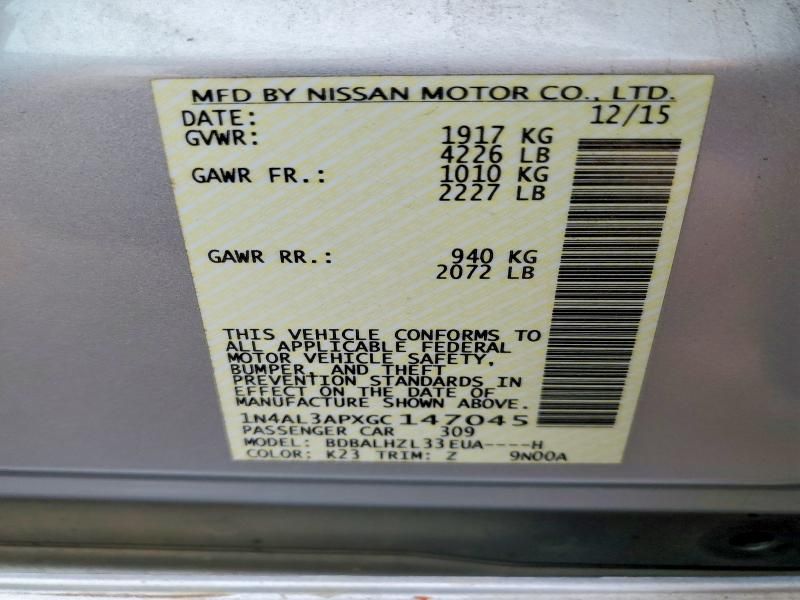 MFD BY NISSAN MOTOR CO., LTD.
DATE: 12/15
GVWR: 1917 KG
4226 LB
GAWR FR.: 1010 KG
2227 LB
GAWR RR.: 940 KG
2072 LB
THIS VEHICLE CONFORMS TO
ALL APPLICABLE FEDERAL
MOTOR VEHICLE SAFETY,
BUMPER, AND THEFT
PREVENTION STANDARDS IN
EFFECT ON THE DATE OF
MANUFACTURE SHOWN ABOVE.
1N4AL3APXGC147045
PASSENGER CAR 309
MODEL: BDBALHZL33EUA----H
COLOR: K23 TRIM: Z 9N00A